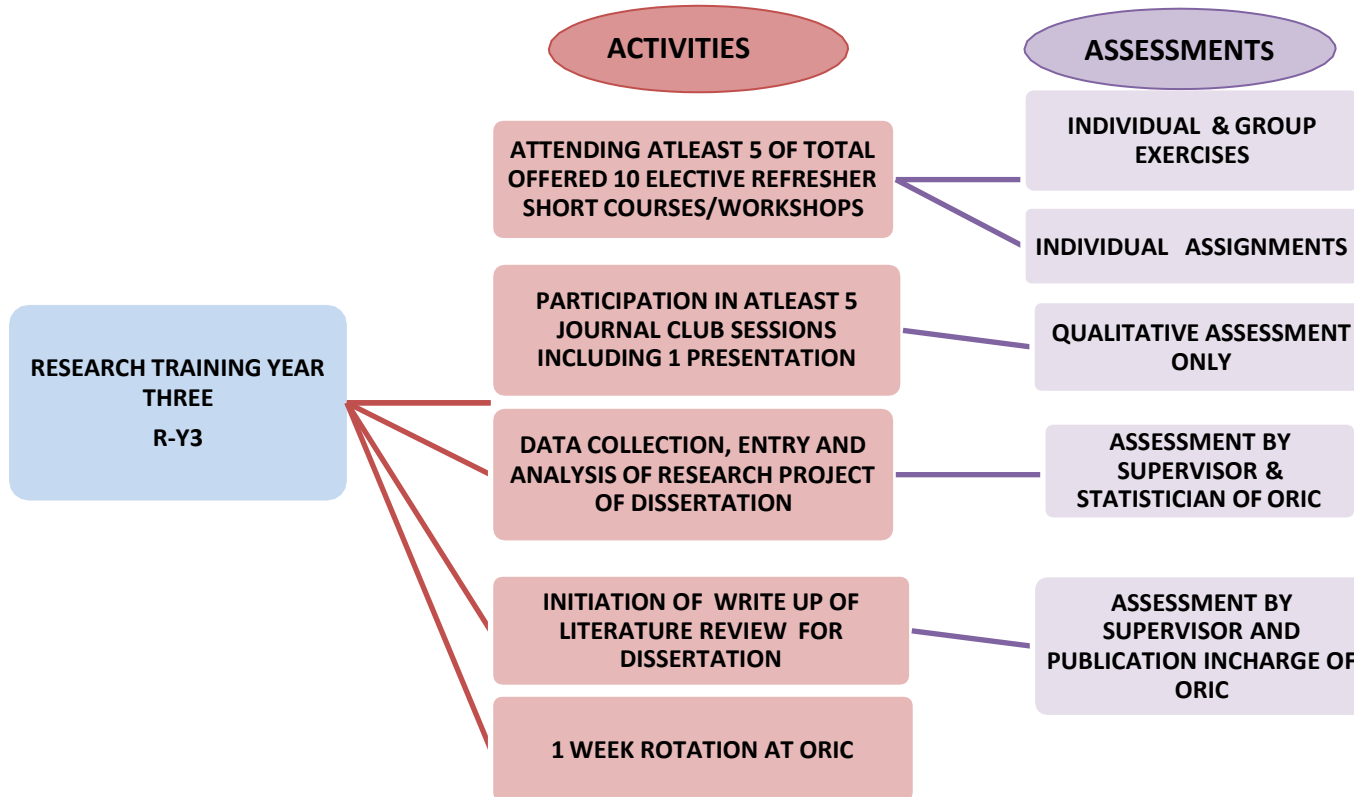 ACTIVITIES
ASSESSMENTs
RESEARCH TRAINING YEAR
THREE
R-Y3
ATTENDING ATLEAST 5 OF TOTAL
OFFERED 10 ELECTIVE REFRESHER
SHORT COURSES/WORKSHOPS
INDIVIDUAL & GROUP
EXERCISES
INDIVIDUAL ASSIGNMENTS
PARTICIPATION IN ATLEAST 5
JOURNAL CLUB SESSIONS
INCLUDING 1 PRESENTATION
QUALITATIVE ASSESSMENT
ONLY
DATA COLLECTION, ENTRY AND
ANALYSIS OF RESEARCH PROJECT
OF DISSERTATION
ASSESSMENT BY
SUPERVISOR &
STATISTICIAN OF ORIC
INITIATION OF WRITE UP OF
LITERATURE REVIEW FOR
DISSERTATION
ASSESSMENT BY
SUPERVISOR AND
PUBLICATION INCHARGE OF
ORIC
1 WEEK ROTATION AT ORIC